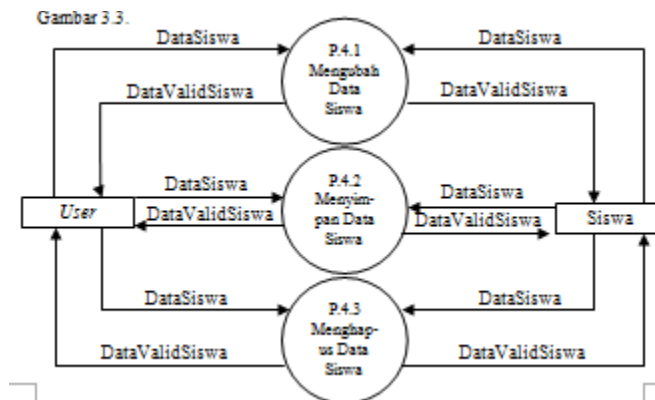 Gambar 3.3.
DataSiswa
P.4.1
Mengubah
Data
Siswa
DataSiswa
DataValidSiswa
DataValidSiswa
DataSiswa
P.4.2
Menyim-
pan Data
Siswa
DataSiswa
User
DataValidSiswa
DataValidSiswa
Siswa
DataSiswa
P.4.3
Menghap-
us Data
Siswa
DataSiswa
DataValidSiswa
DataValidSiswa